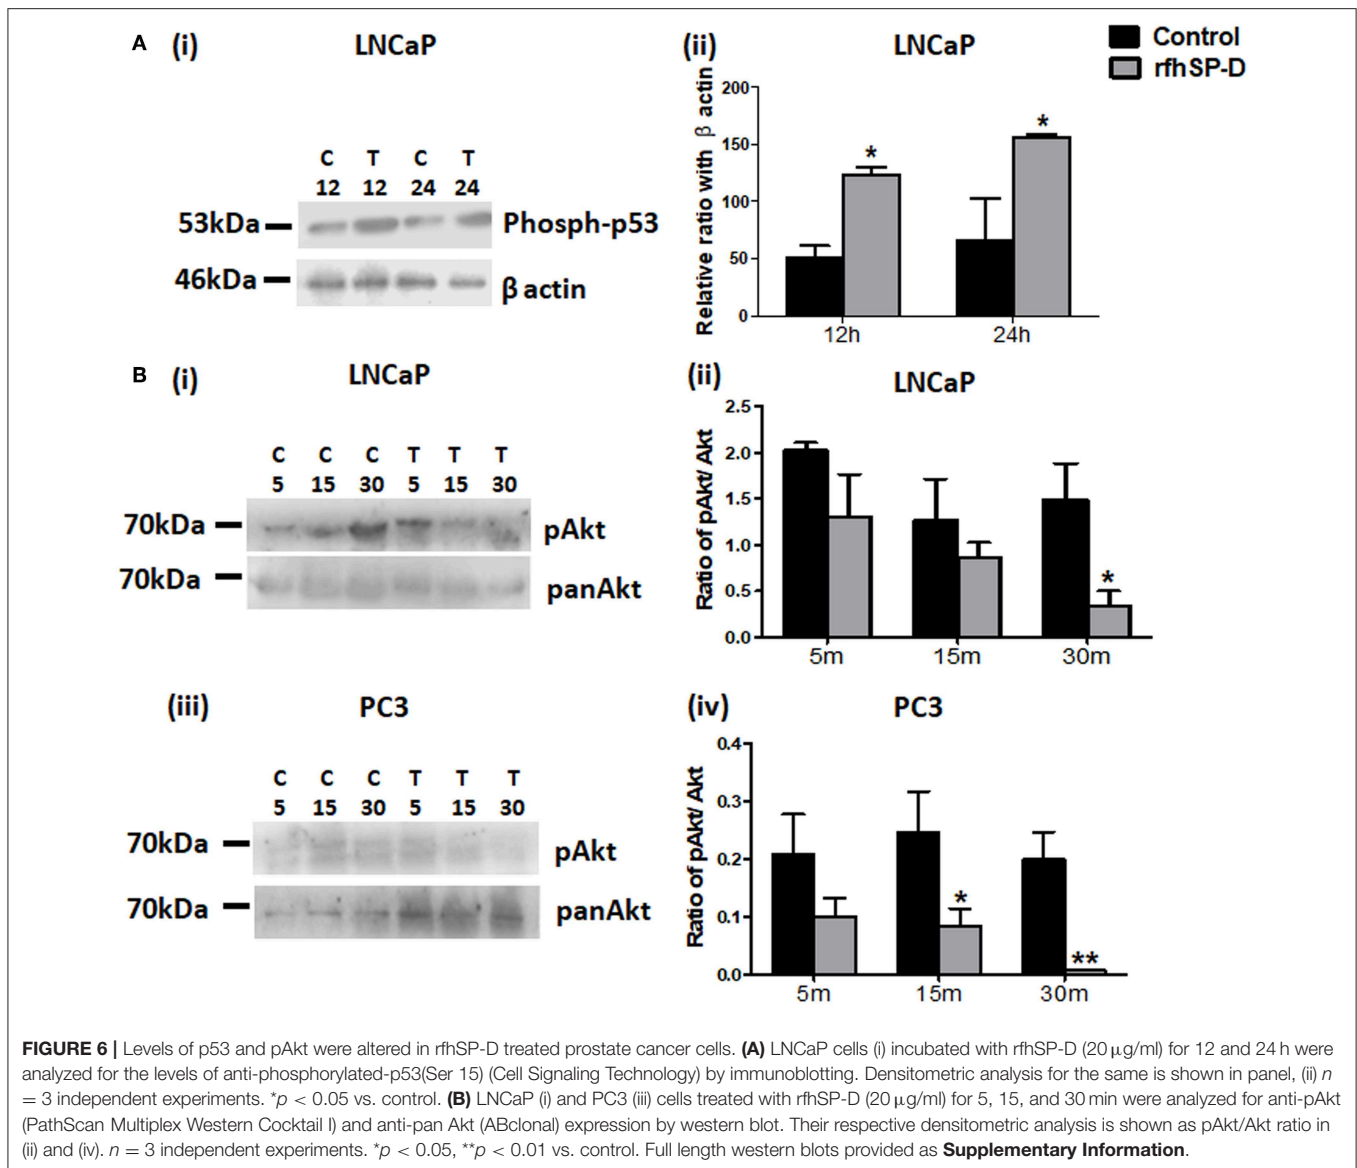 A (i) LNCaP
C T C T
12 12 24 24
53kDa Phosph-p53
46kDa β actin
(ii) LNCaP
Control
rfhSP-D
Relative ratio with β actin
200
150
100
50
0
* *
12h 24h
B (i) LNCaP
C C C T T T
5 15 30 5 15 30
70kDa pAkt
70kDa panAkt
(ii) LNCaP
Ratio of pAkt/ Akt
2.5
2.0
1.5
1.0
0.5
0.0
*
5m 15m 30m
(iii) PC3
C C C T T T
5 15 30 5 15 30
70kDa pAkt
70kDa panAkt
(iv) PC3
Ratio of pAkt/ Akt
0.4
0.3
0.2
0.1
0.0
* **
5m 15m 30m
FIGURE 6 | Levels of p53 and pAkt were altered in rfhSP-D treated prostate cancer cells. (A) LNCaP cells (i) incubated with rfhSP-D (20 μg/ml) for 12 and 24 h were
analyzed for the levels of anti-phosphorylated-p53(Ser 15) (Cell Signaling Technology) by immunoblotting. Densitometric analysis for the same is shown in panel, (ii) n
= 3 independent experiments. *p < 0.05 vs. control. (B) LNCaP (i) and PC3 (iii) cells treated with rfhSP-D (20 μg/ml) for 5, 15, and 30 min were analyzed for anti-pAkt
(PathScan Multiplex Western Cocktail I) and anti-pan Akt (ABclonal) expression by western blot. Their respective densitometric analysis is shown as pAkt/Akt ratio in
(ii) and (iv). n = 3 independent experiments. *p < 0.05, **p < 0.01 vs. control. Full length western blots provided as Supplementary Information.